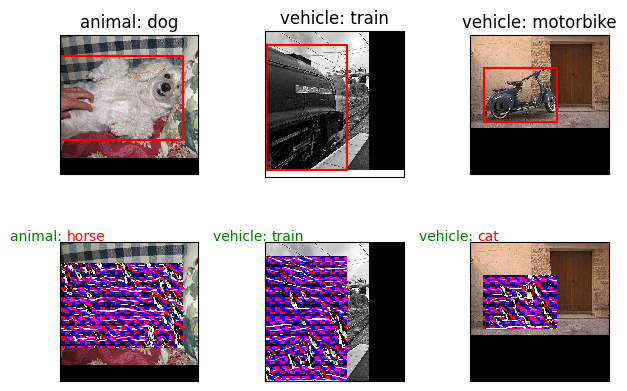 animal: dog
vehicle: train
vehicle: motorbike
animal: horse
vehicle: train
vehicle: cat